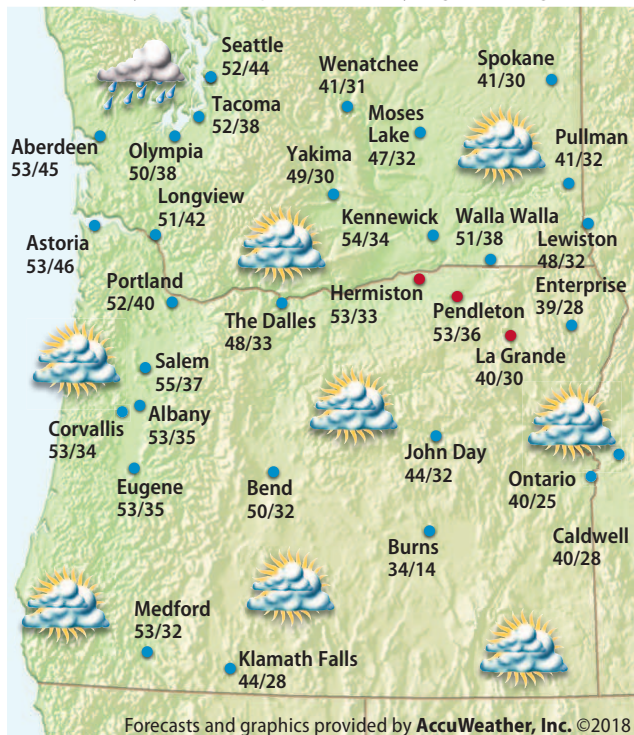 Seattle
52/44
Wenatchee
41/31
Spokane
41/30
Tacoma
52/38
Moses
Lake
47/32
Aberdeen
53/45
Olympia
50/38
Yakima
49/30
Pullman
41/32
Longview
51/42
Kennewick
54/34
Walla Walla
51/38
Lewiston
48/32
Astoria
53/46
Portland
52/40
The Dalles
48/33
Hermiston
53/33
Pendleton
53/36
Enterprise
39/28
La Grande
40/30
Salem
55/37
Albany
53/35
Corvallis
53/34
John Day
44/32
Ontario
40/25
Eugene
53/35
Bend
50/32
Caldwell
40/28
Burns
34/14
Medford
53/32
Klamath Falls
44/28
Forecasts and graphics provided by AccuWeather, Inc. ©2018